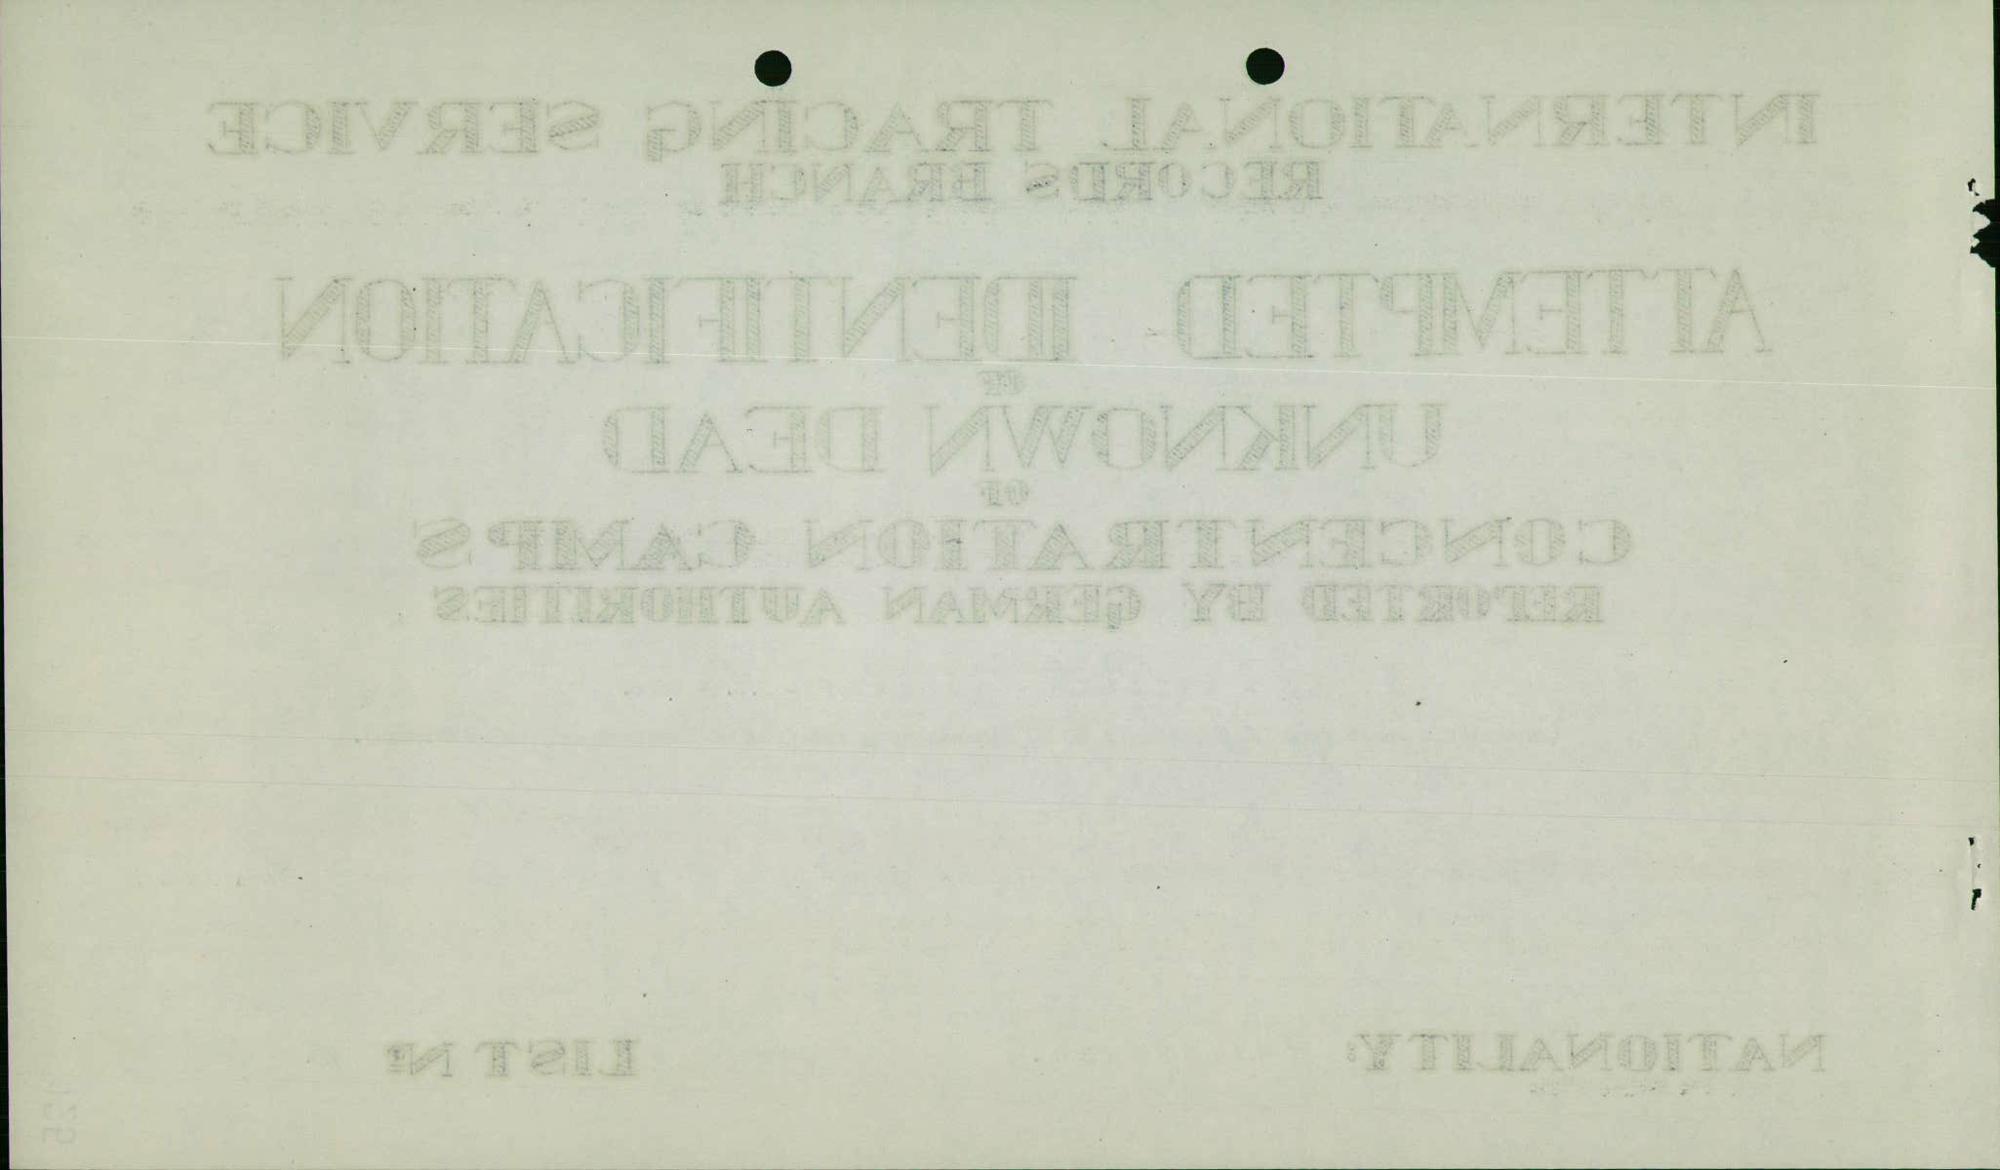 INTERNATIONAL TRACING SERVICE
RECORDS BRANCH
ATTEMPTED IDENTIFICATION
OF
UNKNOWN DEAD
OF
CONCENTRATION CAMPS
REPORTED BY GERMAN AUTHORITIES
NATIONALITY: LIST Nº